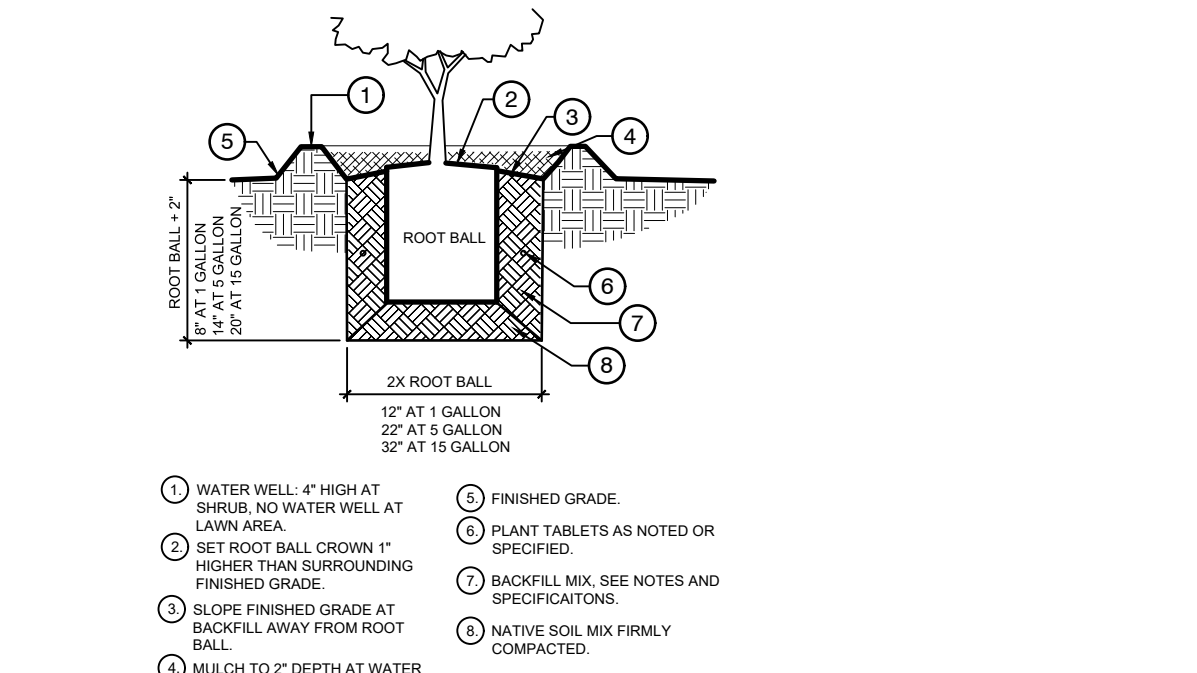 1
2
3
4
5
ROOT BALL + 2"
8" AT 1 GALLON
14" AT 5 GALLON
20" AT 15 GALLON
ROOT BALL
6
7
8
2X ROOT BALL
12" AT 1 GALLON
22" AT 5 GALLON
32" AT 15 GALLON
1. WATER WELL: 4" HIGH AT
SHRUB, NO WATER WELL AT
LAWN AREA.
2. SET ROOT BALL CROWN 1"
HIGHER THAN SURROUNDING
FINISHED GRADE.
3. SLOPE FINISHED GRADE AT
BACKFILL AWAY FROM ROOT
BALL.
4. MULCH TO 2" DEPTH AT WATER
5. FINISHED GRADE.
6. PLANT TABLETS AS NOTED OR
SPECIFIED.
7. BACKFILL MIX, SEE NOTES AND
SPECIFICAITONS.
8. NATIVE SOIL MIX FIRMLY
COMPACTED.